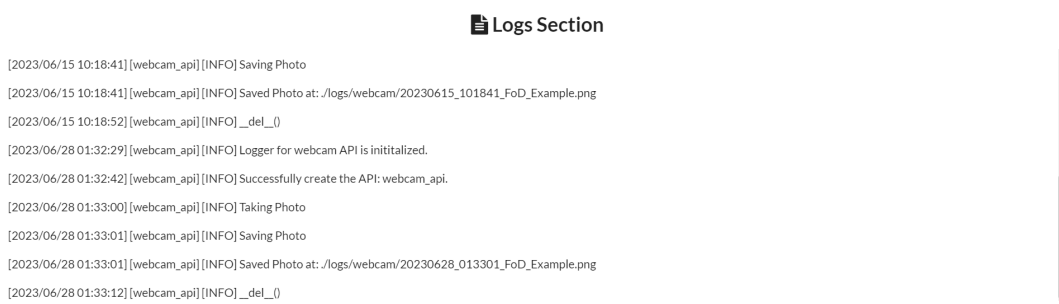 Logs Section
[2023/06/15 10:18:41] [webcam_api] [INFO] Saving Photo
[2023/06/15 10:18:41] [webcam_api] [INFO] Saved Photo at: ./logs/webcam/20230615_101841_FoD_Example.png
[2023/06/15 10:18:52] [webcam_api] [INFO] __del__()
[2023/06/28 01:32:29] [webcam_api] [INFO] Logger for webcam API is inititalized.
[2023/06/28 01:32:42] [webcam_api] [INFO] Successfully create the API: webcam_api.
[2023/06/28 01:33:00] [webcam_api] [INFO] Taking Photo
[2023/06/28 01:33:01] [webcam_api] [INFO] Saving Photo
[2023/06/28 01:33:01] [webcam_api] [INFO] Saved Photo at: ./logs/webcam/20230628_013301_FoD_Example.png
[2023/06/28 01:33:12] [webcam_api] [INFO] __del__()